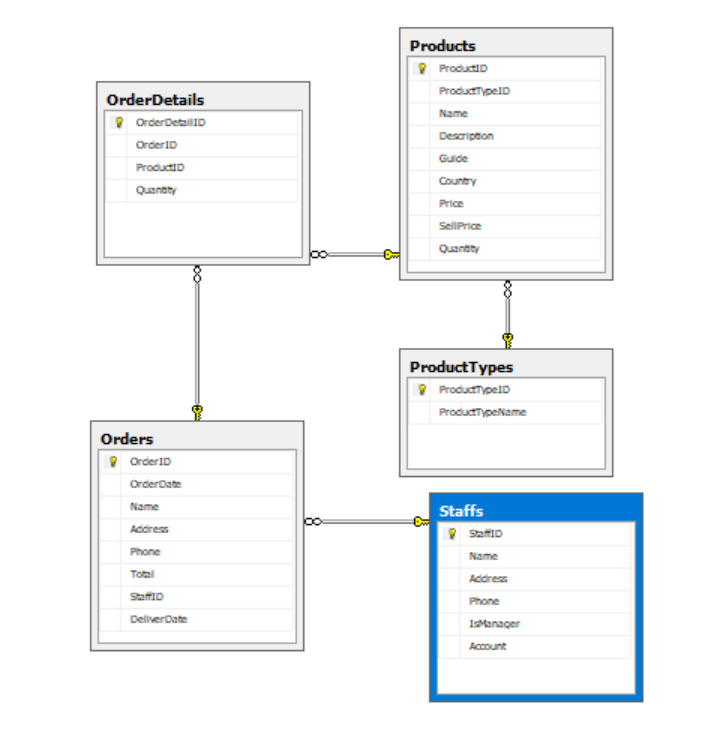 Products
ProductID
ProductTypeID
Name
Description
Guide
Country
Price
SellPrice
Quantity
OrderDetails
OrderDetailID
OrderID
ProductID
Quantity
ProductTypes
ProductTypeID
ProductTypeName
Orders
OrderID
OrderDate
Name
Address
Phone
Total
StaffID
DeliverDate
Staffs
StaffID
Name
Address
Phone
IsManager
Account